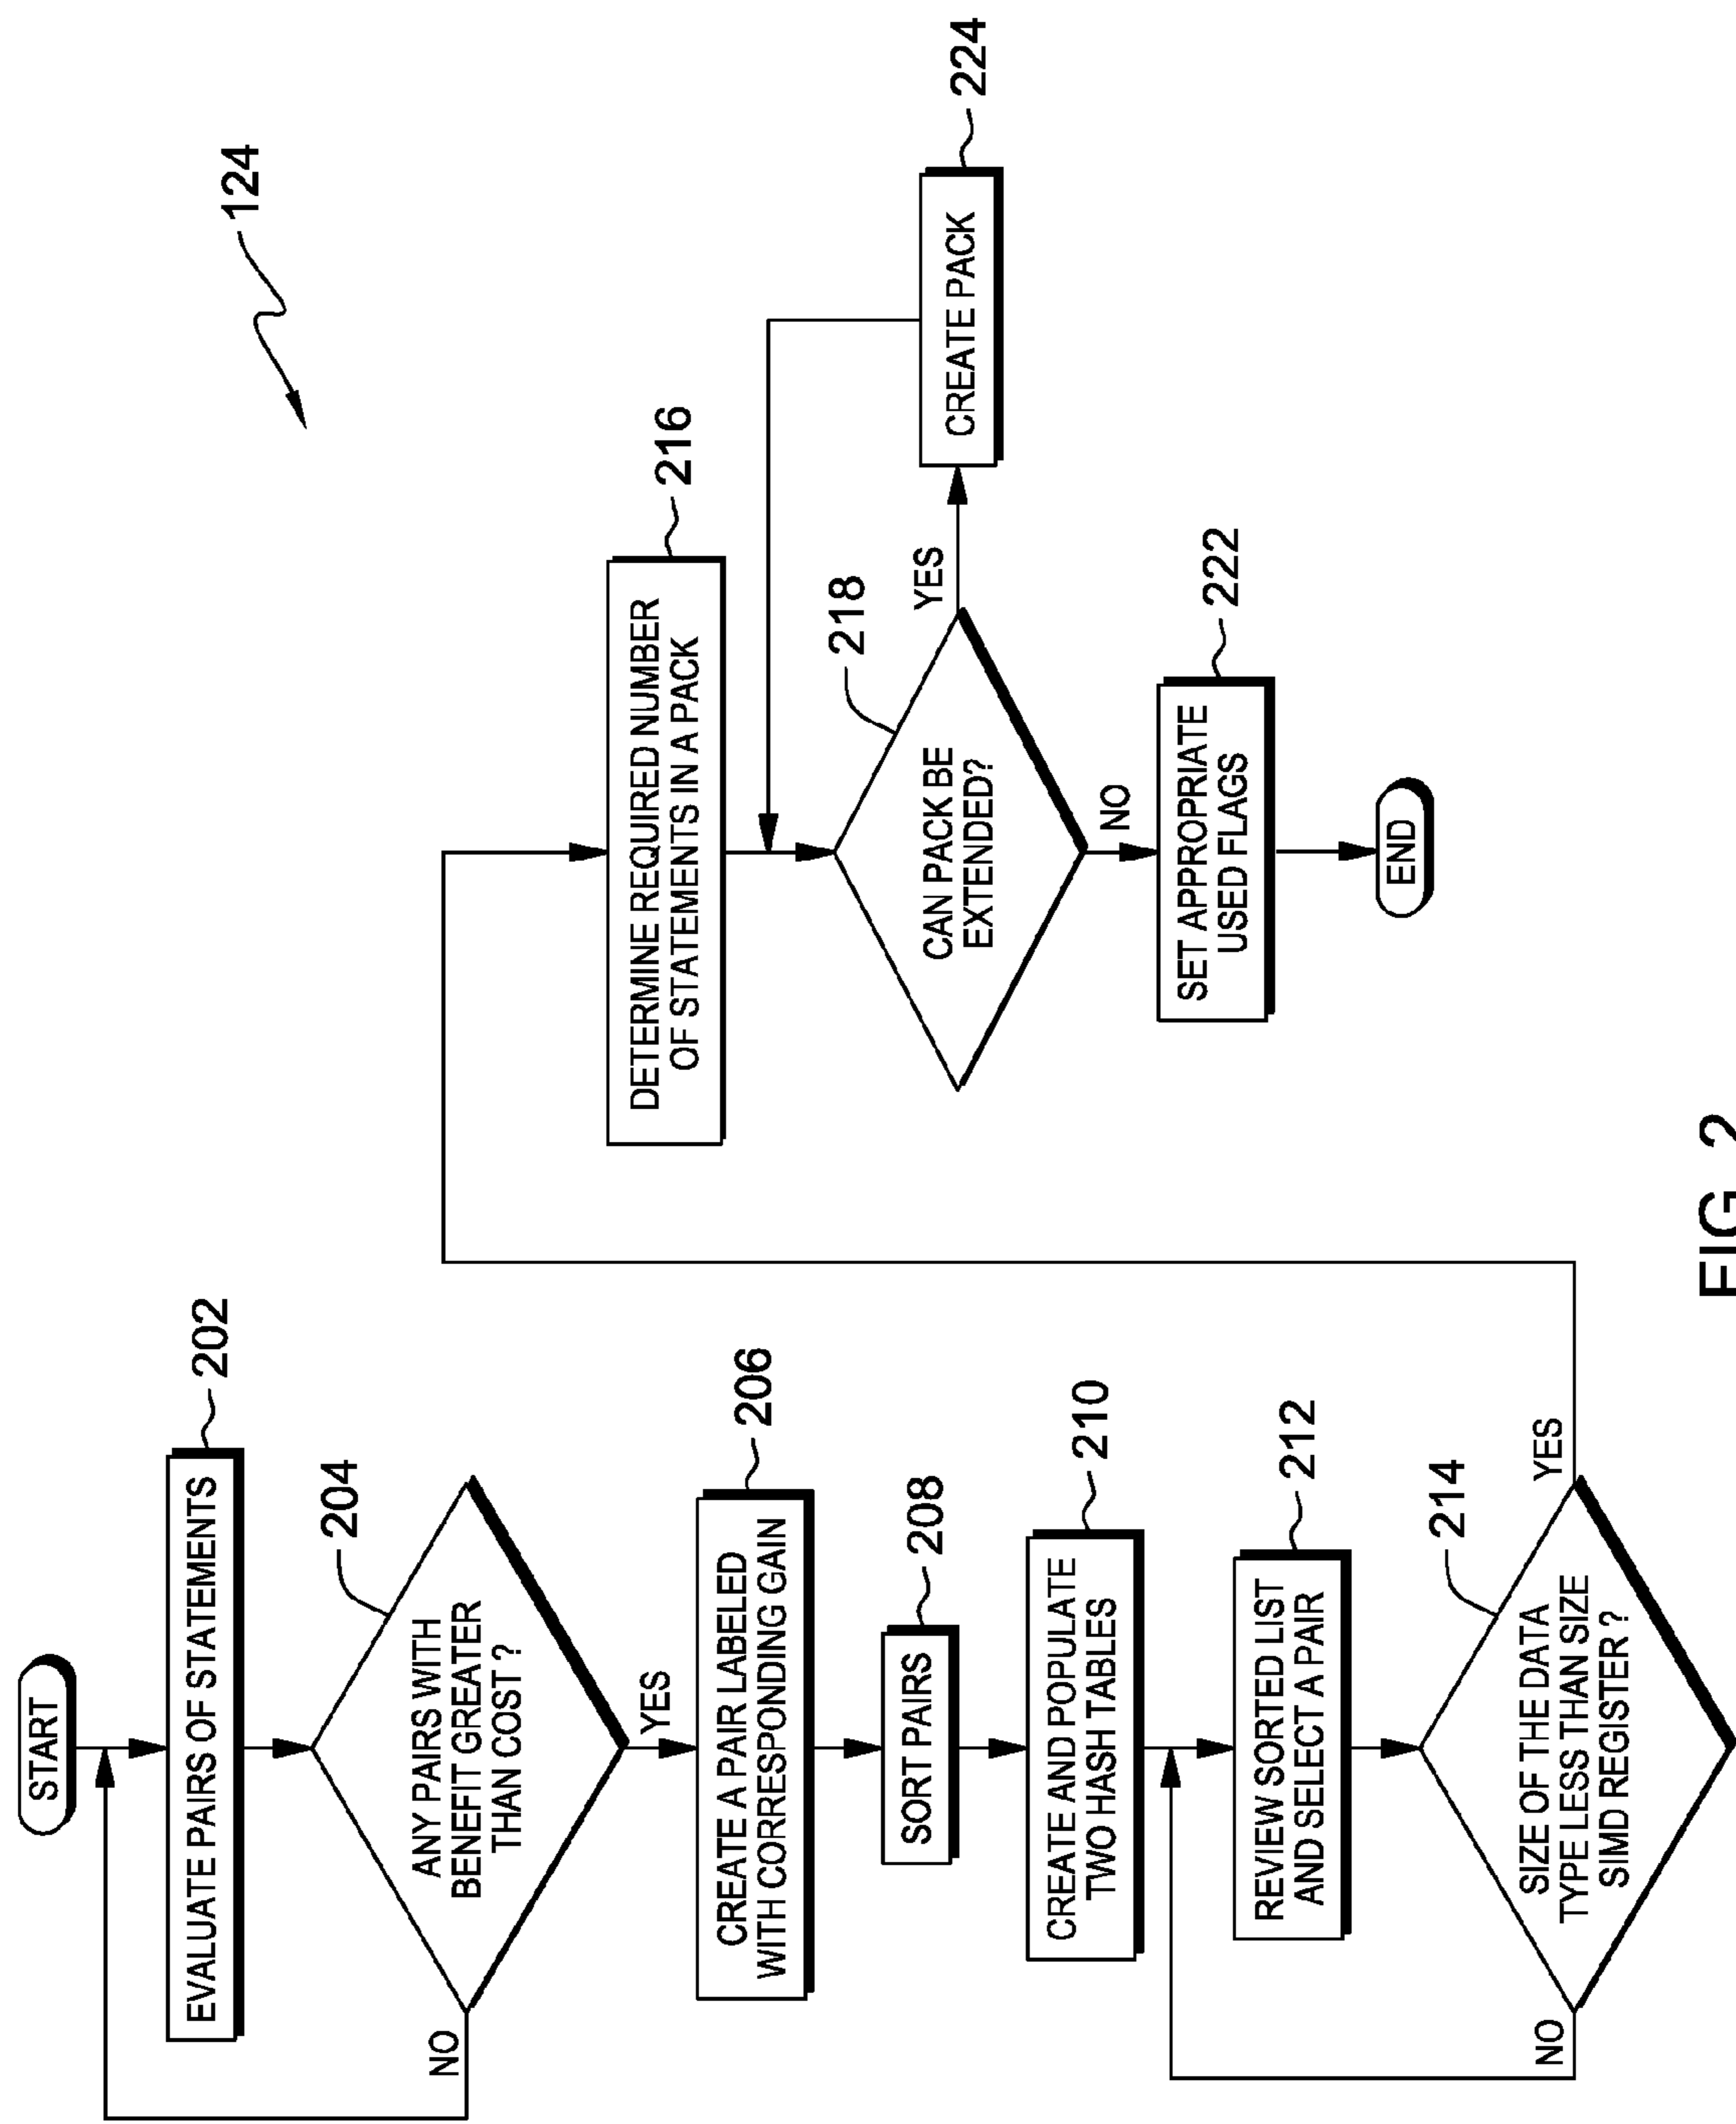 START
EVALUATE PAIRS OF STATEMENTS
202
204
ANY PAIRS WITH
BENEFIT GREATER
THAN COST ?
NO
YES
CREATE A PAIR LABELED
WITH CORRESPONDING GAIN
206
SORT PAIRS
208
CREATE AND POPULATE
TWO HASH TABLES
210
REVIEW SORTED LIST
AND SELECT A PAIR
212
214
SIZE OF THE DATA
TYPE LESS THAN SIZE
SIMD REGISTER ?
NO
YES
124
DETERMINE REQUIRED NUMBER
OF STATEMENTS IN A PACK
216
218
CAN PACK BE
EXTENDED?
YES
CREATE PACK
224
NO
SET APPROPRIATE
USED FLAGS
222
END
FIG. 2